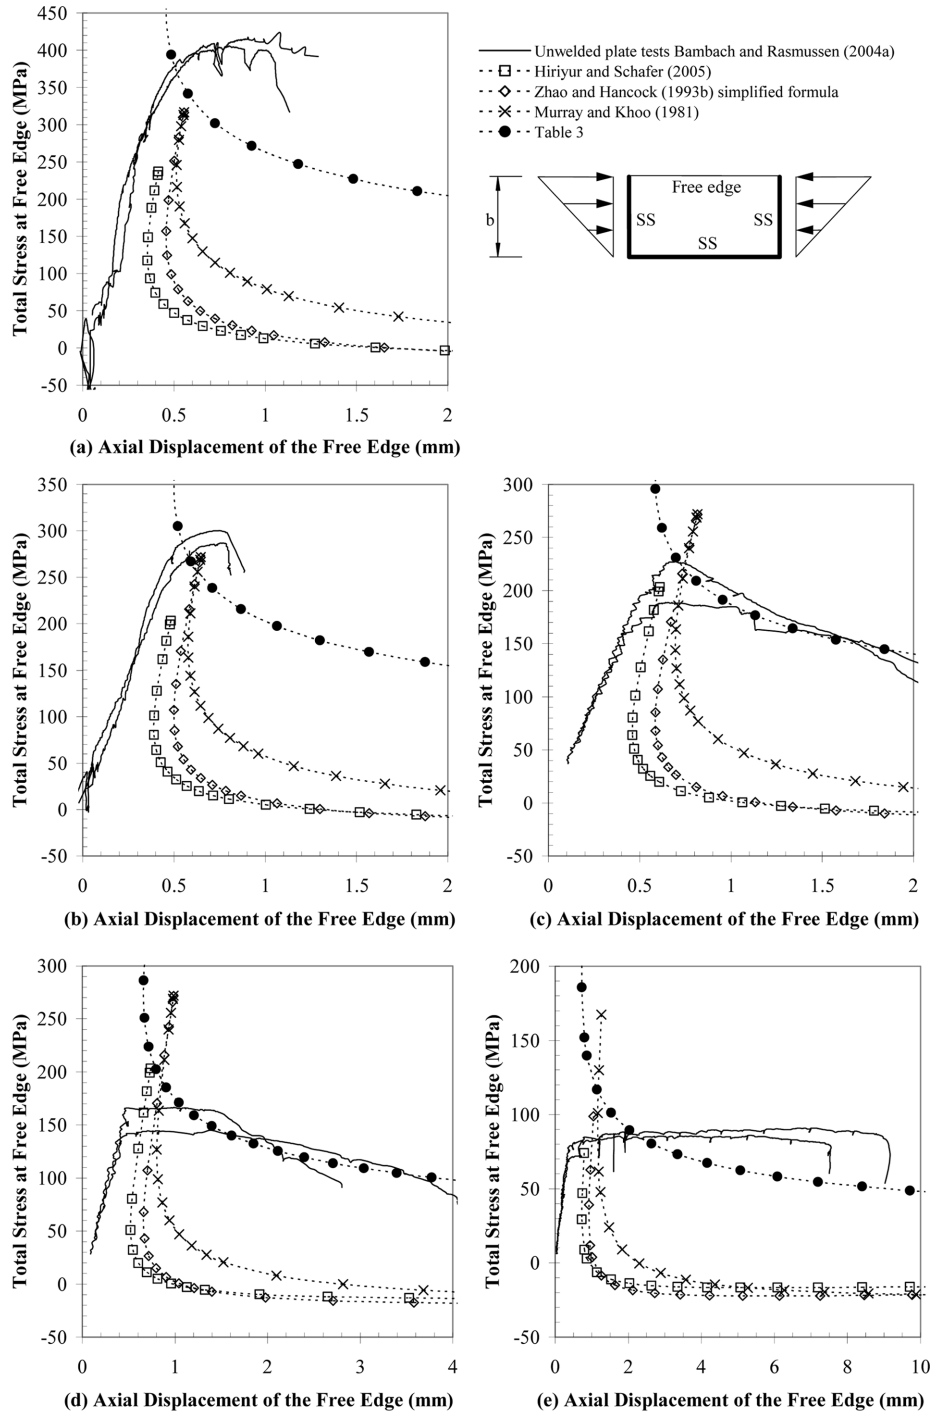 Total Stress at Free Edge (MPa)
450
400
350
300
250
200
150
100
50
0
-50
0 0.5 1 1.5 2
(a) Axial Displacement of the Free Edge (mm)
Unwelded plate tests Bambach and Rasmussen (2004a)
Hiriyur and Schafer (2005)
Zhao and Hancock (1993b) simplified formula
Murray and Khoo (1981)
Table 3
b
Free edge
SS SS
SS
Total Stress at Free Edge (MPa)
350
300
250
200
150
100
50
0
-50
0 0.5 1 1.5 2
(b) Axial Displacement of the Free Edge (mm)
Total Stress at Free Edge (MPa)
300
250
200
150
100
50
0
-50
0 0.5 1 1.5 2
(c) Axial Displacement of the Free Edge (mm)
Total Stress at Free Edge (MPa)
300
250
200
150
100
50
0
-50
0 1 2 3 4
(d) Axial Displacement of the Free Edge (mm)
Total Stress at Free Edge (MPa)
200
150
100
50
0
-50
0 2 4 6 8 10
(e) Axial Displacement of the Free Edge (mm)